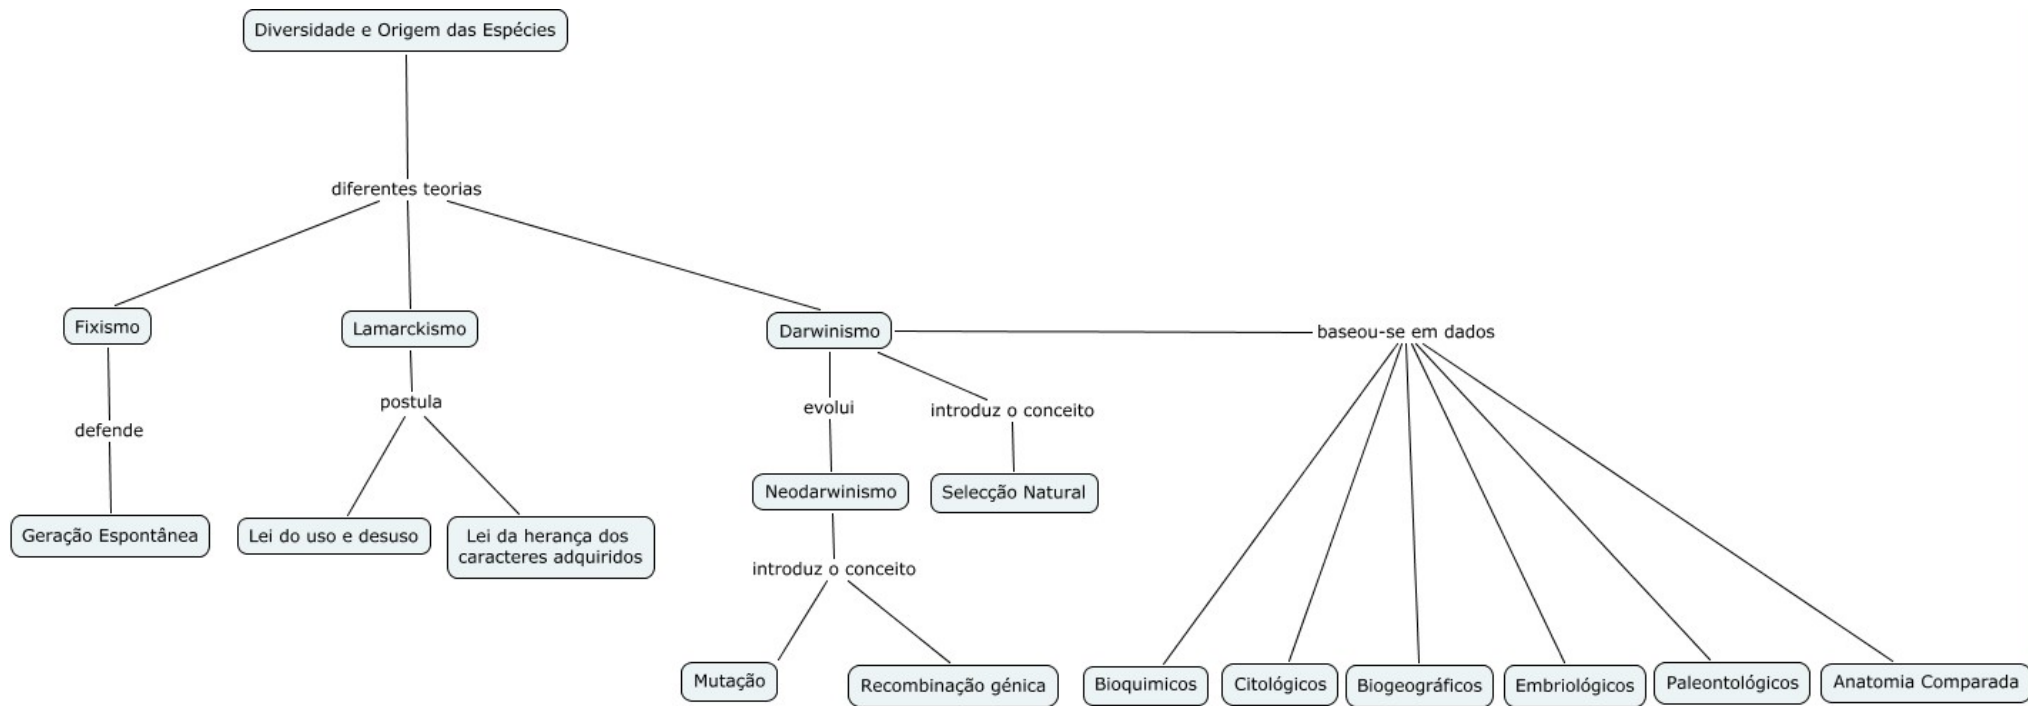 Diversidade e Origem das Espécies
diferentes teorias
Fixismo
Lamarckismo
Darwinismo
baseou-se em dados
postula
evolui
introduz o conceito
defende
Neodarwinismo
Selecção Natural
Geração Espontânea
Lei do uso e desuso
Lei da herança dos
caracteres adquiridos
introduz o conceito
Mutação
Recombinação génica
Bioquimicos
Citológicos
Biogeográficos
Embriológicos
Paleontológicos
Anatomia Comparada